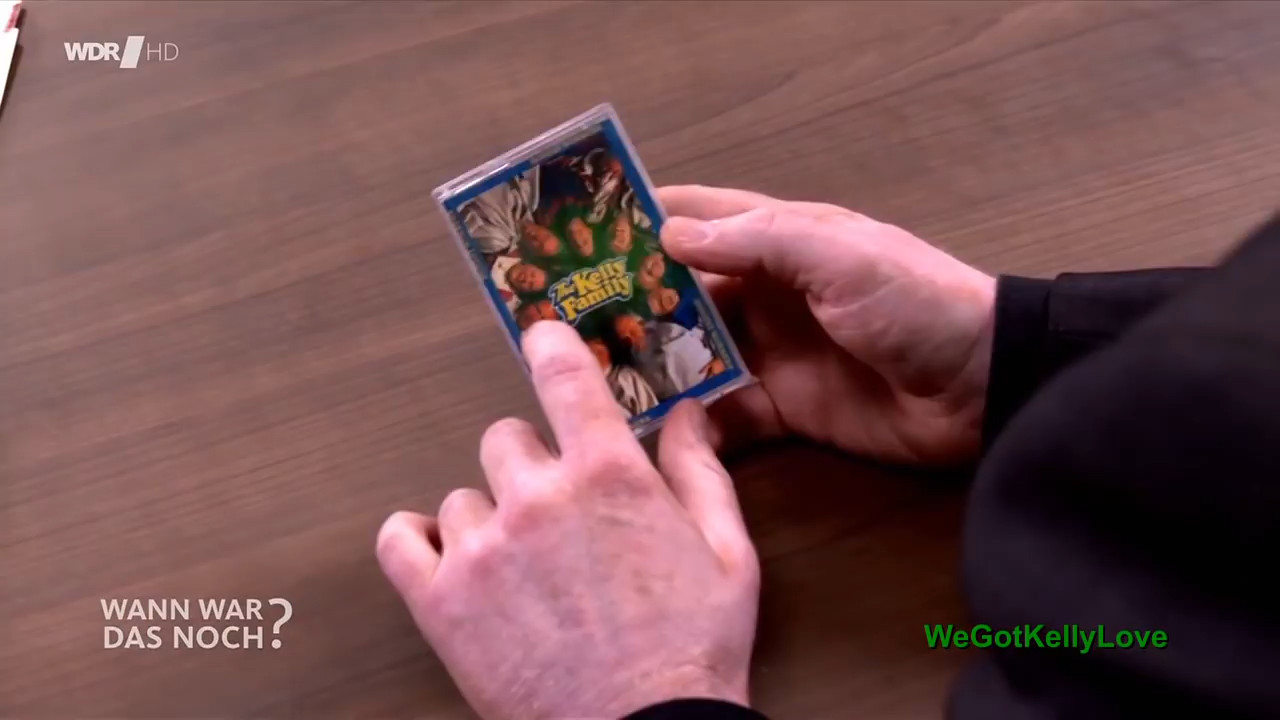 WDR HD
The Kelly
Family
WANN WAR
DAS NOCH?
WeGotKellyLove